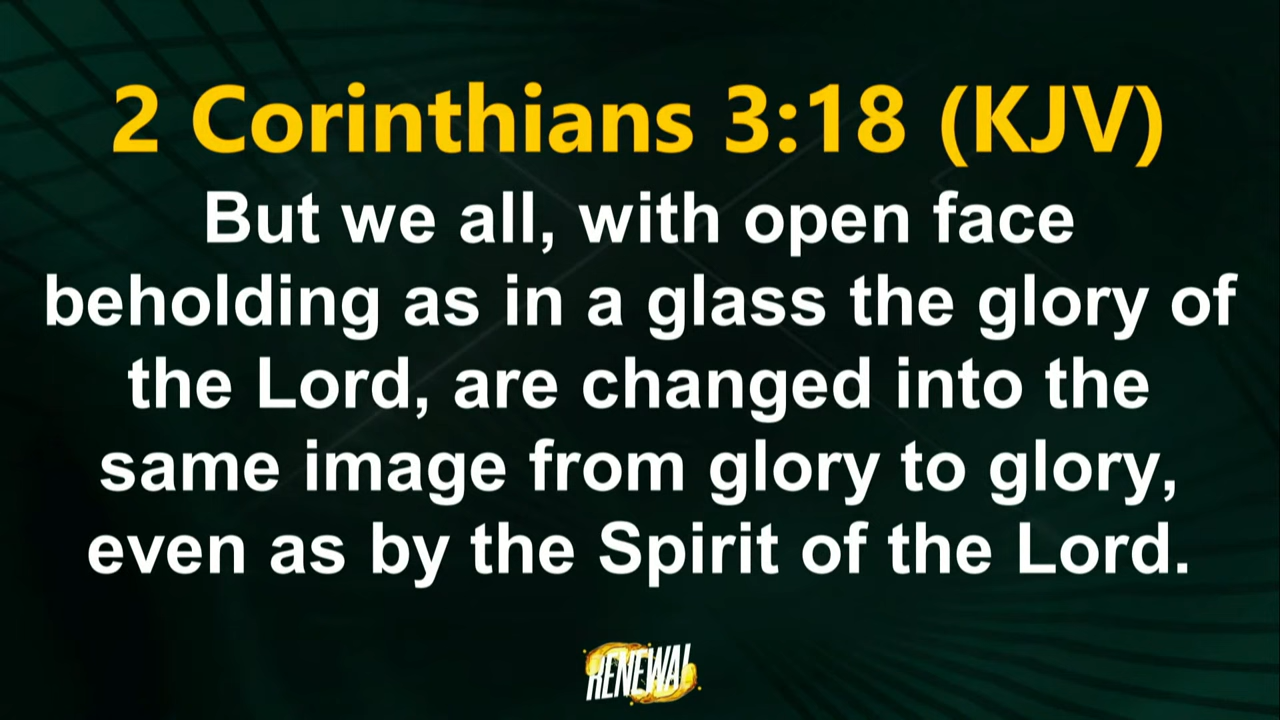 2 Corinthians 3:18 (KJV)
But we all, with open face
beholding as in a glass the glory of
the Lord, are changed into the
same image from glory to glory,
even as by the Spirit of the Lord.
RENEWAL